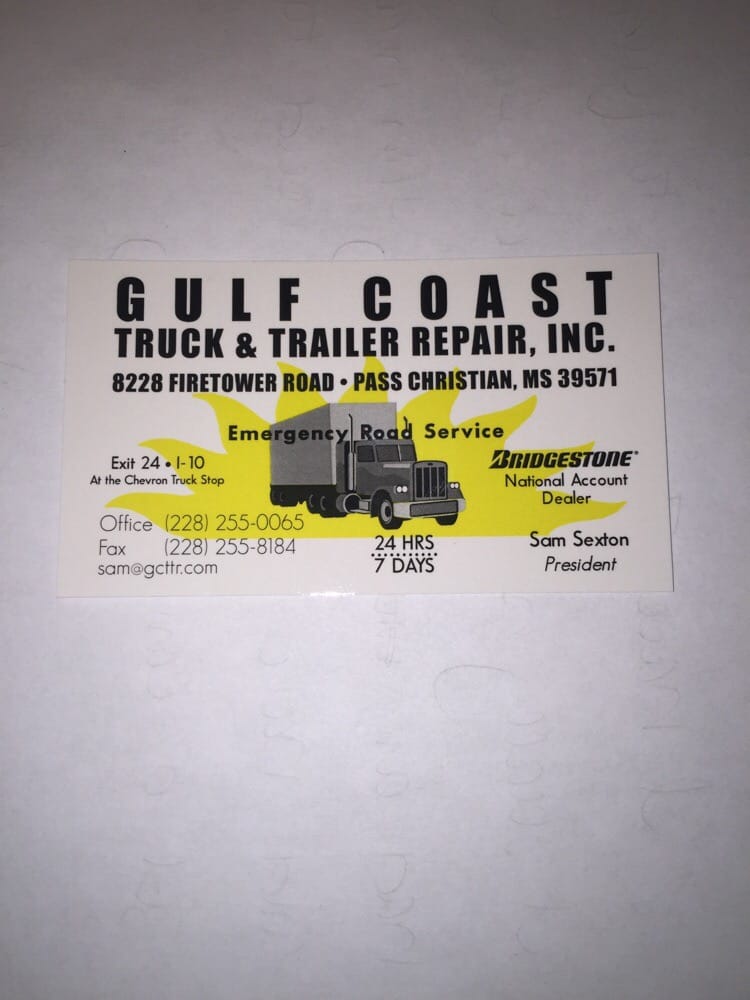 GULF COAST
TRUCK & TRAILER REPAIR, INC.
8228 FIRETOWER ROAD • PASS CHRISTIAN, MS 39571
Emergency Road Service
Exit 24 • I-10
At the Chevron Truck Stop
BRIDGESTONE®
National Account
Dealer
Office (228) 255-0065
Fax (228) 255-8184
sam@gcttr.com
24 HRS
7 DAYS
Sam Sexton
President